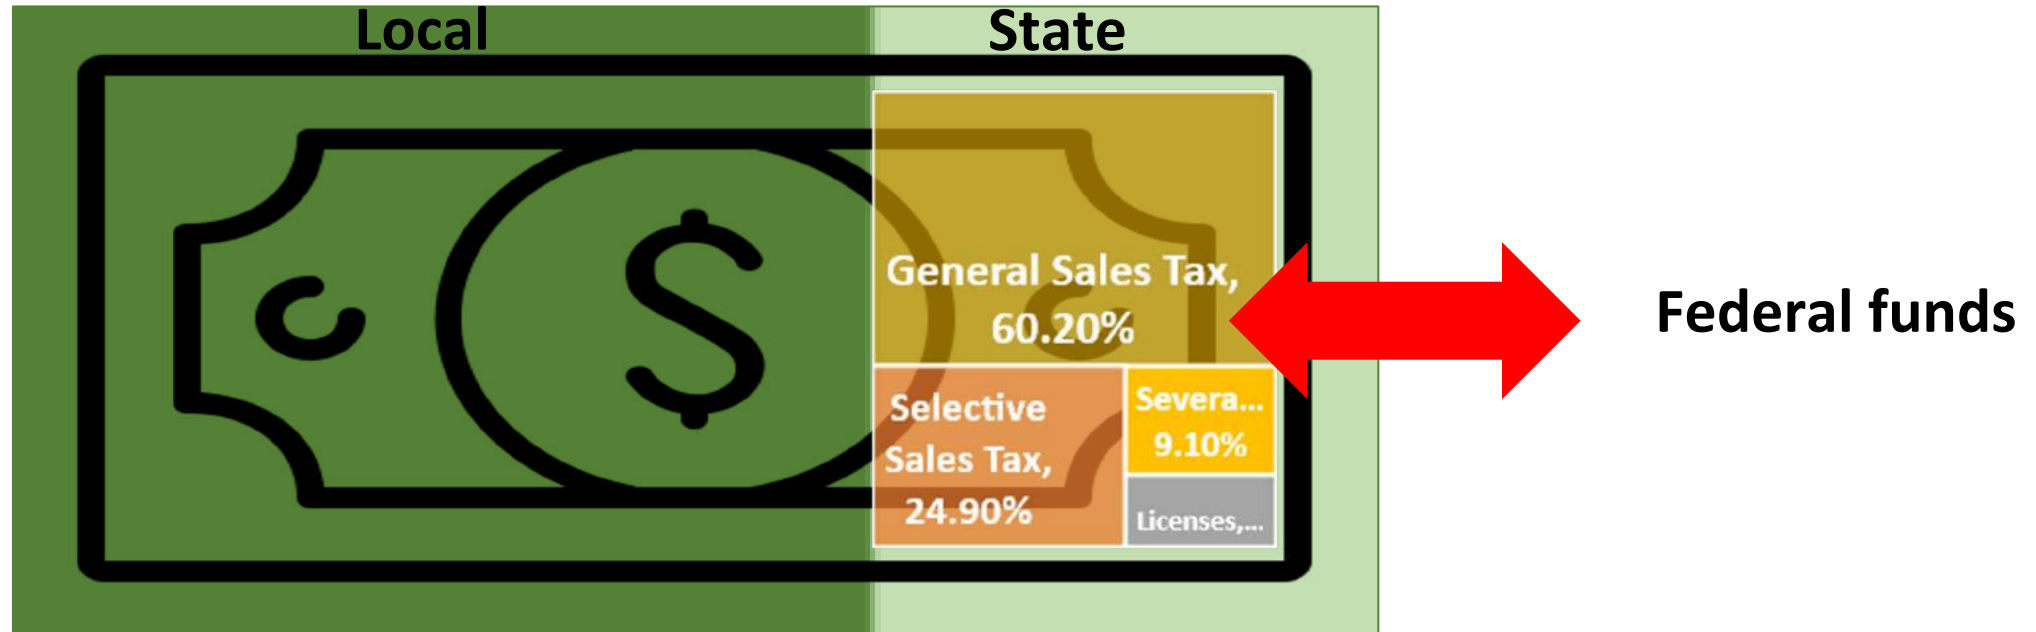 Local
State
General Sales Tax,
60.20%
Selective
Sales Tax,
24.90%
Severa...
9.10%
Licenses,...
Federal funds
$